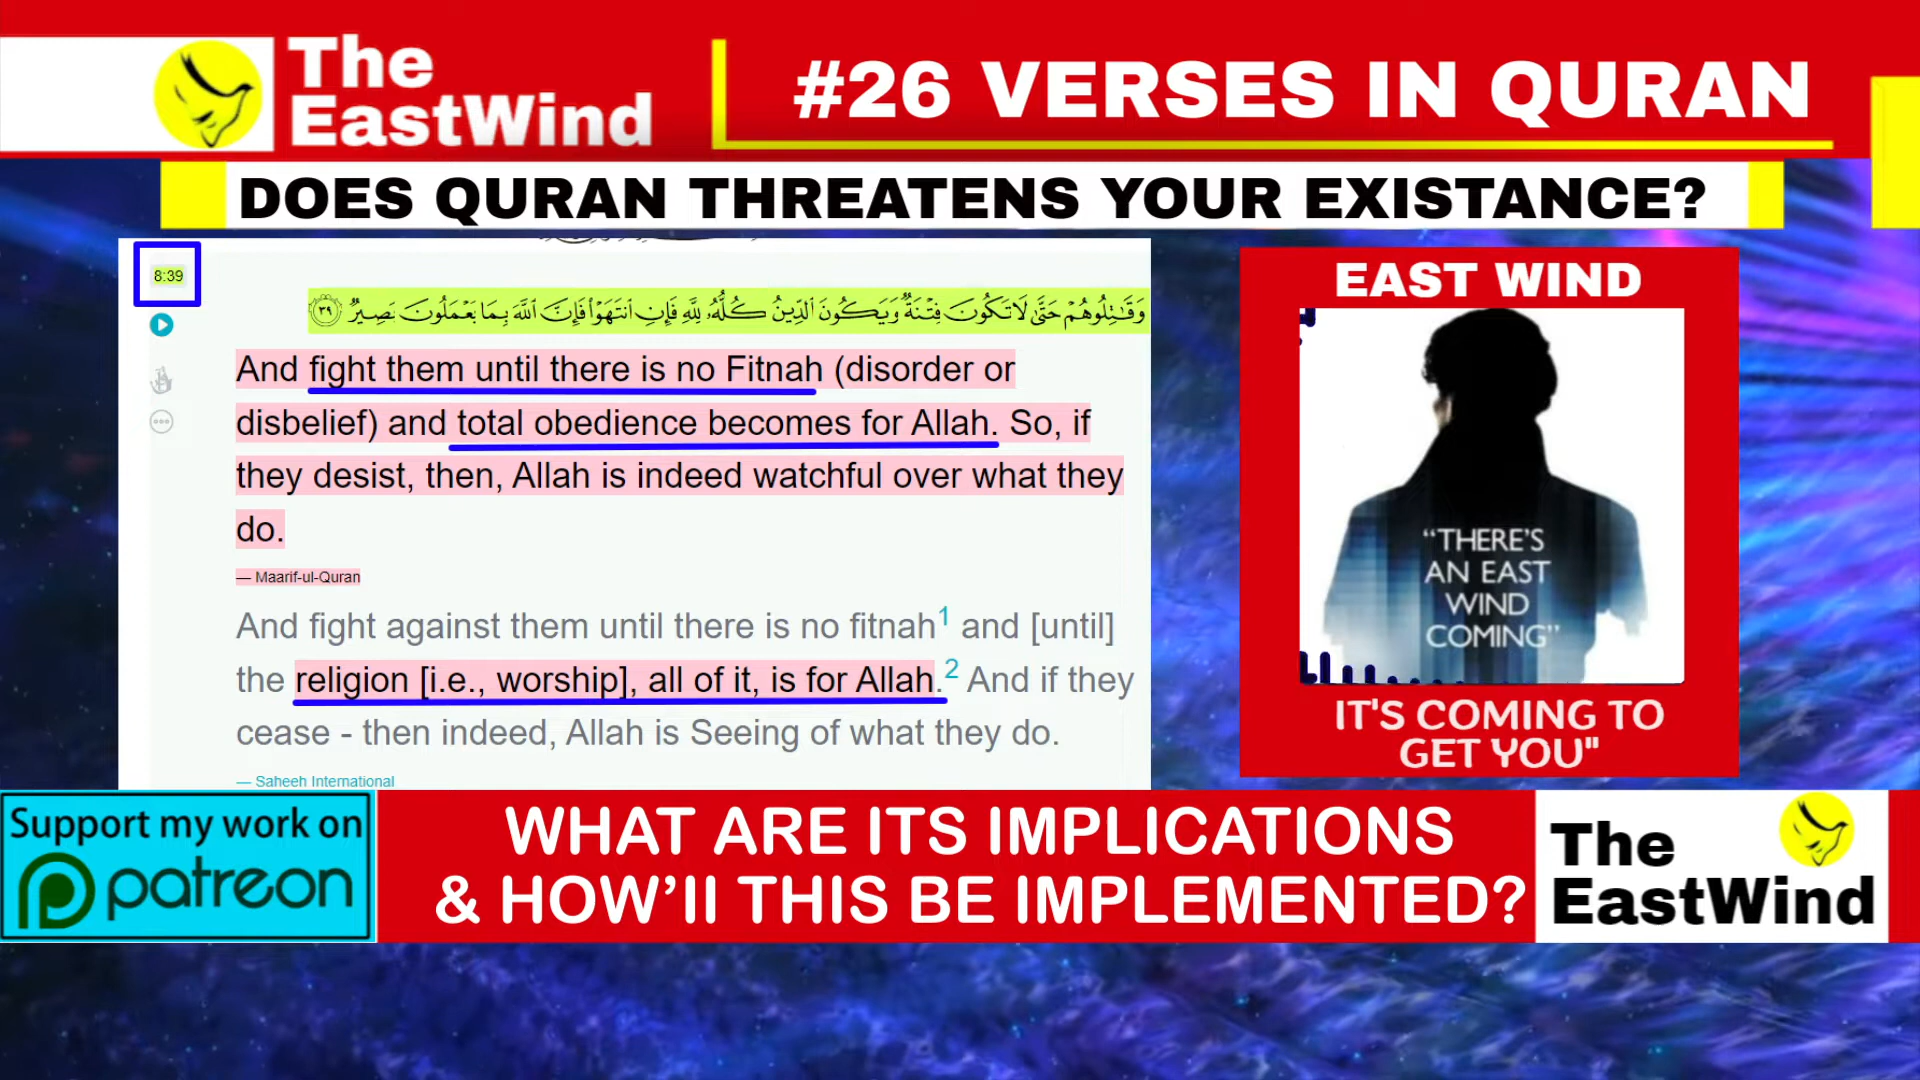 The
EastWind
#26 VERSES IN QURAN
DOES QURAN THREATENS YOUR EXISTANCE?
8:39
وَقَـٰتِلُوهُمْ حَتَّىٰ لَا تَكُونَ فِتْنَةٌ وَيَكُونَ ٱلدِّينُ كُلُّهُۥ لِلَّهِ فَإِنِ ٱنتَهَوْا۟ فَإِنَّ ٱللَّهَ بِمَا يَعْمَلُونَ بَصِيرٌ ٣٩
And fight them until there is no Fitnah (disorder or
disbelief) and total obedience becomes for Allah. So, if
they desist, then, Allah is indeed watchful over what they
do.
— Maarif-ul-Quran
And fight against them until there is no fitnah1 and [until]
the religion [i.e., worship], all of it, is for Allah.2 And if they
cease - then indeed, Allah is Seeing of what they do.
— Saheeh International
EAST WIND
“THERE'S
AN EAST
WIND
COMING”
IT'S COMING TO
GET YOU"
Support my work on
patreon
WHAT ARE ITS IMPLICATIONS
& HOW’II THIS BE IMPLEMENTED?
The
EastWind